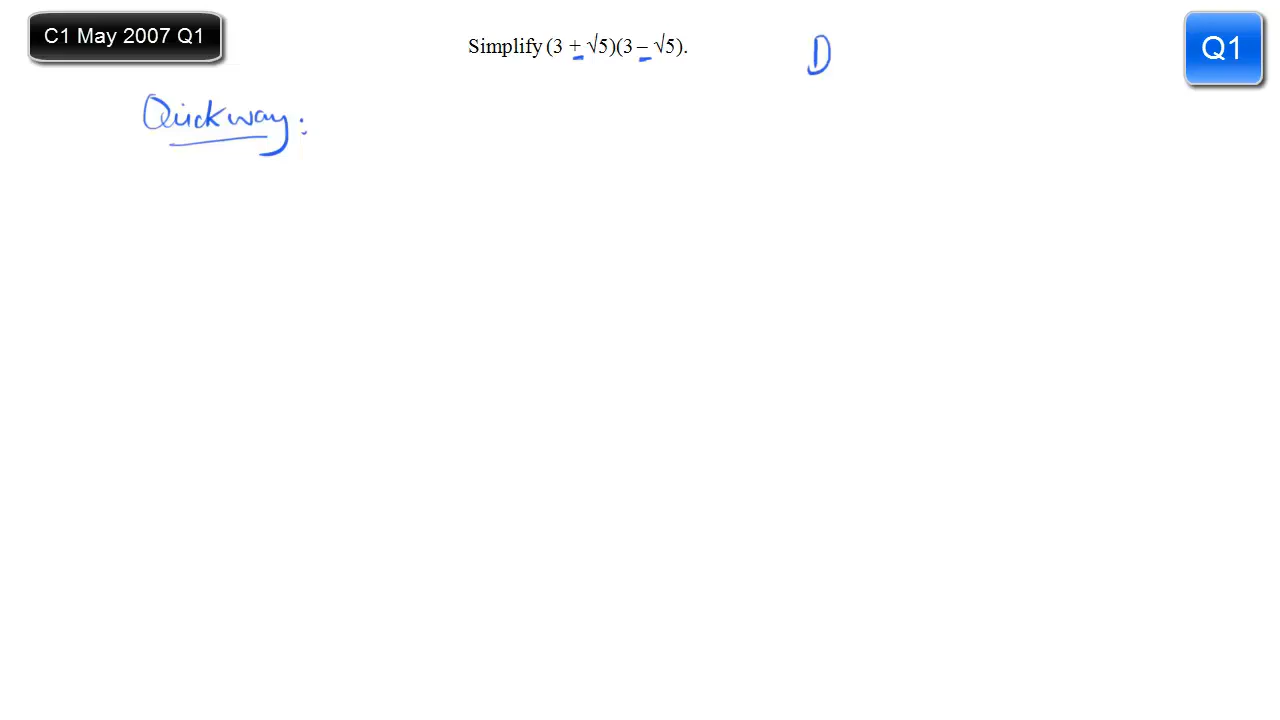 C1 May 2007 Q1
Simplify (3 + √5)(3 – √5).
D
Q1
Quickway: